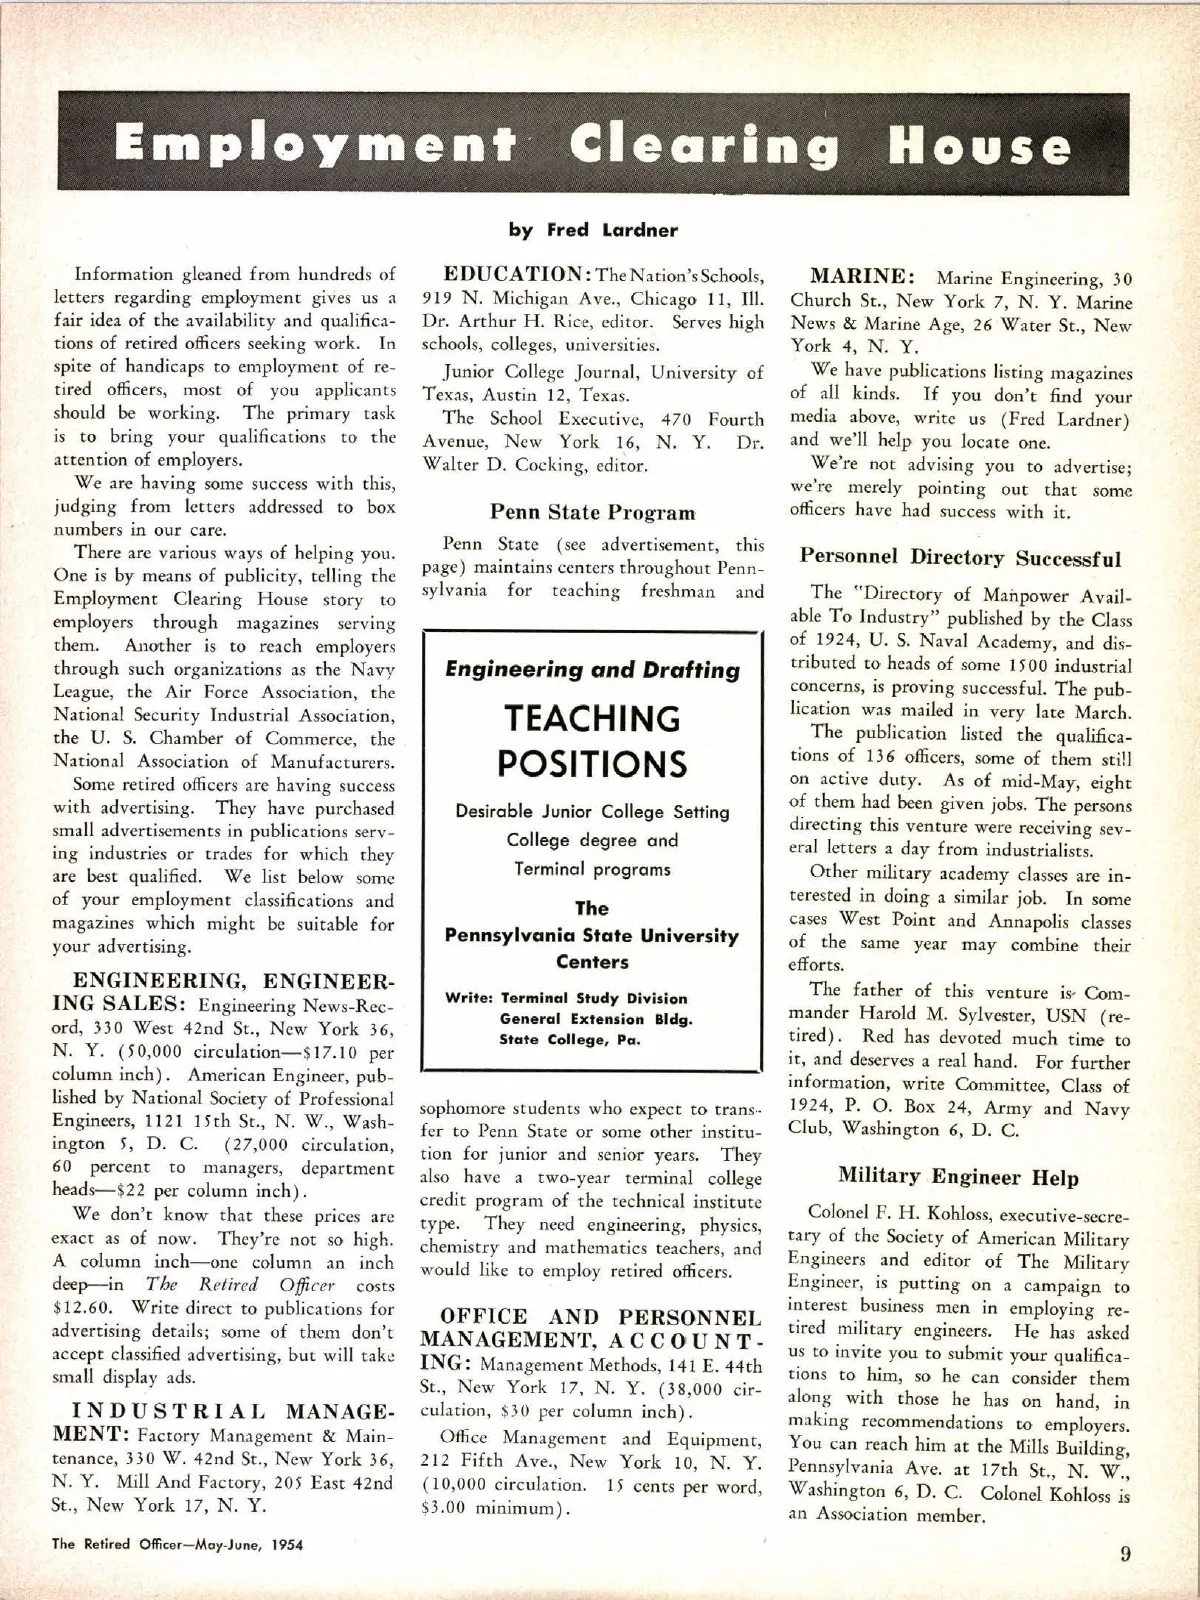 Employment Clearing House
by Fred Lardner
Information gleaned from hundreds of
letters regarding employment gives us a
fair idea of the availability and qualifica-
tions of retired officers seeking work. In
spite of handicaps to employment of re-
tired officers, most of you applicants
should be working. The primary task
is to bring your qualifications to the
attention of employers.
We are having some success with this,
judging from letters addressed to box
numbers in our care.
There are various ways of helping you.
One is by means of publicity, telling the
Employment Clearing House story to
employers through magazines serving
them. Another is to reach employers
through such organizations as the Navy
League, the Air Force Association, the
National Security Industrial Association,
the U. S. Chamber of Commerce, the
National Association of Manufacturers.
Some retired officers are having success
with advertising. They have purchased
small advertisements in publications serv-
ing industries or trades for which they
are best qualified. We list below some
of your employment classifications and
magazines which might be suitable for
your advertising.
ENGINEERING, ENGINEER-
ING SALES: Engineering News-Rec-
ord, 330 West 42nd St., New York 36,
N. Y. (50,000 circulation—$17.10 per
column inch). American Engineer, pub-
lished by National Society of Professional
Engineers, 1121 15th St., N. W., Wash-
ington 5, D. C. (27,000 circulation,
60 percent to managers, department
heads—$22 per column inch).
We don't know that these prices are
exact as of now. They're not so high.
A column inch—one column an inch
deep—in The Retired Officer costs
$12.60. Write direct to publications for
advertising details; some of them don't
accept classified advertising, but will take
small display ads.
INDUSTRIAL MANAGE-
MENT: Factory Management & Main-
tenance, 330 W. 42nd St., New York 36,
N. Y. Mill And Factory, 205 East 42nd
St., New York 17, N. Y.
EDUCATION: The Nation's Schools,
919 N. Michigan Ave., Chicago 11, Ill.
Dr. Arthur H. Rice, editor. Serves high
schools, colleges, universities.
Junior College Journal, University of
Texas, Austin 12, Texas.
The School Executive, 470 Fourth
Avenue, New York 16, N. Y. Dr.
Walter D. Cocking, editor.
Penn State Program
Penn State (see advertisement, this
page) maintains centers throughout Penn-
sylvania for teaching freshman and
Engineering and Drafting
TEACHING
POSITIONS
Desirable Junior College Setting
College degree and
Terminal programs
The
Pennsylvania State University
Centers
Write: Terminal Study Division
General Extension Bldg.
State College, Pa.
sophomore students who expect to trans-
fer to Penn State or some other institu-
tion for junior and senior years. They
also have a two-year terminal college
credit program of the technical institute
type. They need engineering, physics,
chemistry and mathematics teachers, and
would like to employ retired officers.
OFFICE AND PERSONNEL
MANAGEMENT, ACCOUNT-
ING: Management Methods, 141 E. 44th
St., New York 17, N. Y. (38,000 cir-
culation, $30 per column inch).
Office Management and Equipment,
212 Fifth Ave., New York 10, N. Y.
(10,000 circulation. 15 cents per word,
$3.00 minimum).
MARINE: Marine Engineering, 30
Church St., New York 7, N. Y. Marine
News & Marine Age, 26 Water St., New
York 4, N. Y.
We have publications listing magazines
of all kinds. If you don't find your
media above, write us (Fred Lardner)
and we'll help you locate one.
We're not advising you to advertise;
we're merely pointing out that some
officers have had success with it.
Personnel Directory Successful
The "Directory of Manpower Avail-
able To Industry" published by the Class
of 1924, U. S. Naval Academy, and dis-
tributed to heads of some 1500 industrial
concerns, is proving successful. The pub-
lication was mailed in very late March.
The publication listed the qualifica-
tions of 136 officers, some of them still
on active duty. As of mid-May, eight
of them had been given jobs. The persons
directing this venture were receiving sev-
eral letters a day from industrialists.
Other military academy classes are in-
terested in doing a similar job. In some
cases West Point and Annapolis classes
of the same year may combine their
efforts.
The father of this venture is Com-
mander Harold M. Sylvester, USN (re-
tired). Red has devoted much time to
it, and deserves a real hand. For further
information, write Committee, Class of
1924, P. O. Box 24, Army and Navy
Club, Washington 6, D. C.
Military Engineer Help
Colonel F. H. Kohloss, executive-secre-
tary of the Society of American Military
Engineers and editor of The Military
Engineer, is putting on a campaign to
interest business men in employing re-
tired military engineers. He has asked
us to invite you to submit your qualifica-
tions to him, so he can consider them
along with those he has on hand, in
making recommendations to employers.
You can reach him at the Mills Building,
Pennsylvania Ave. at 17th St., N. W.,
Washington 6, D. C. Colonel Kohloss is
an Association member.
The Retired Officer—May-June, 1954
9